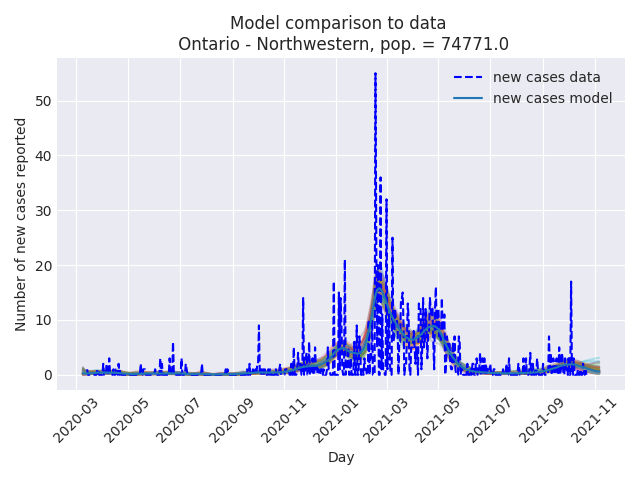 Model comparison to data
Ontario - Northwestern, pop. = 74771.0
new cases data
new cases model
Number of new cases reported
50
40
30
20
10
0
2020-03
2020-05
2020-07
2020-09
2020-11
2021-01
2021-03
2021-05
2021-07
2021-09
2021-11
Day